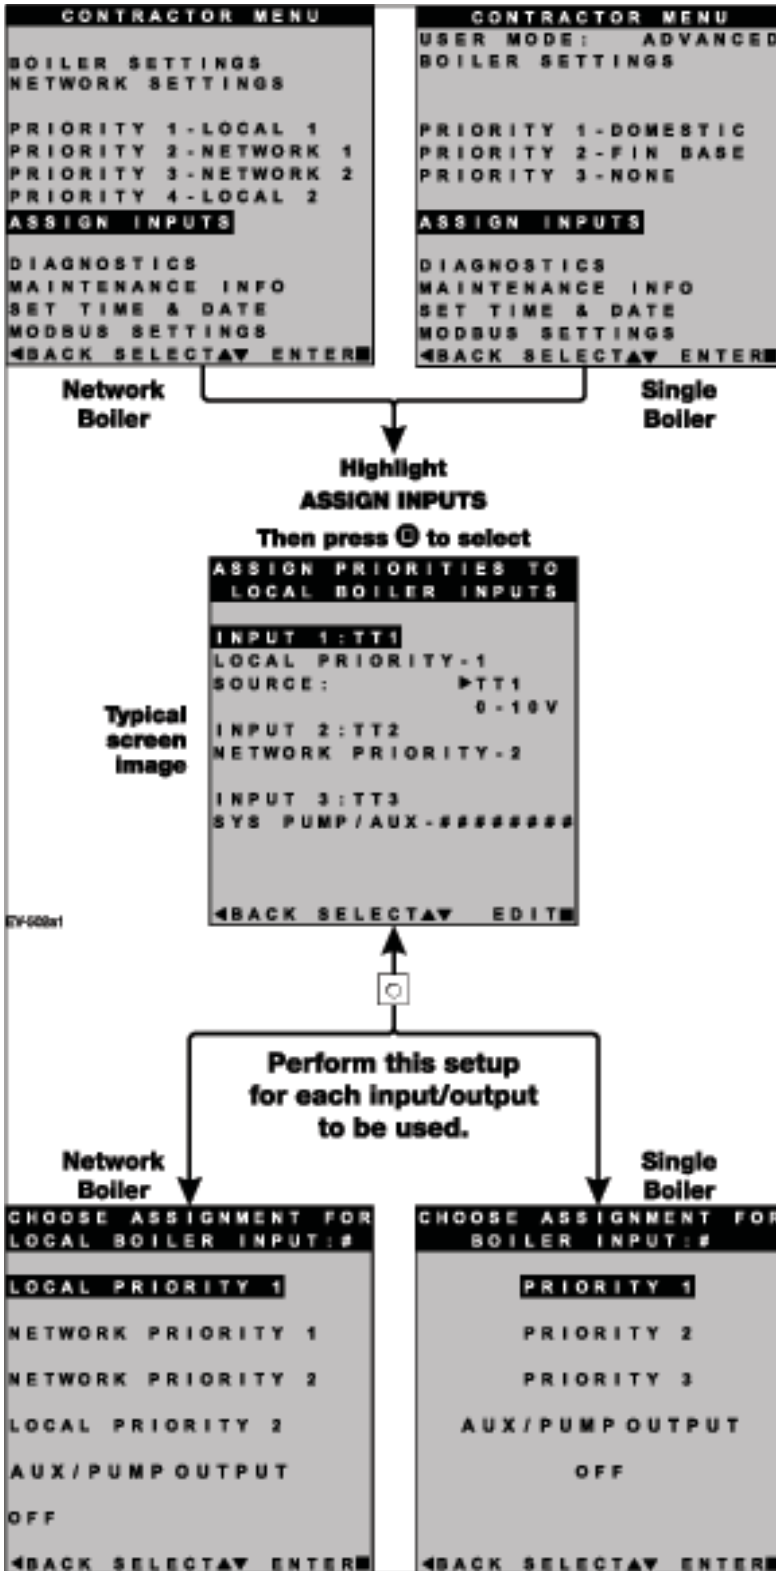 CONTRACTOR MENU
BOILER SETTINGS
NETWORK SETTINGS
PRIORITY 1-LOCAL 1
PRIORITY 2-NETWORK 1
PRIORITY 3-NETWORK 2
PRIORITY 4-LOCAL 2
ASSIGN INPUTS
DIAGNOSTICS
MAINTENANCE INFO
SET TIME & DATE
MODBUS SETTINGS
◄BACK SELECT▲▼ ENTER■
Network
Boiler
CONTRACTOR MENU
USER MODE: ADVANCED
BOILER SETTINGS
PRIORITY 1-DOMESTIC
PRIORITY 2-FIN BASE
PRIORITY 3-NONE
ASSIGN INPUTS
DIAGNOSTICS
MAINTENANCE INFO
SET TIME & DATE
MODBUS SETTINGS
◄BACK SELECT▲▼ ENTER■
Single
Boiler
Highlight
ASSIGN INPUTS
Then press to select
ASSIGN PRIORITIES TO
LOCAL BOILER INPUTS
INPUT 1:TT1
LOCAL PRIORITY-1
SOURCE: ►TT1
0-10V
INPUT 2:TT2
NETWORK PRIORITY-2
INPUT 3:TT3
SYS PUMP/AUX-########
◄BACK SELECT▲▼ EDIT■
Typical
screen
image
Perform this setup
for each input/output
to be used.
Network
Boiler
CHOOSE ASSIGNMENT FOR
LOCAL BOILER INPUT:#
LOCAL PRIORITY 1
NETWORK PRIORITY 1
NETWORK PRIORITY 2
LOCAL PRIORITY 2
AUX/PUMP OUTPUT
OFF
◄BACK SELECT▲▼ ENTER■
Single
Boiler
CHOOSE ASSIGNMENT FOR
BOILER INPUT:#
PRIORITY 1
PRIORITY 2
PRIORITY 3
AUX/PUMP OUTPUT
OFF
◄BACK SELECT▲▼ ENTER■